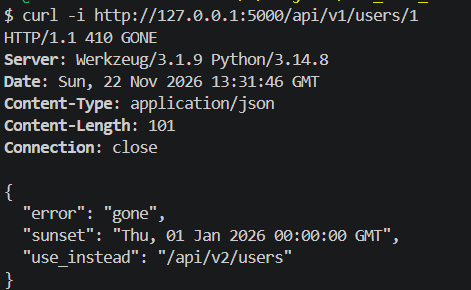 $ curl -i http://127.0.0.1:5000/api/v1/users/1
HTTP/1.1 410 GONE
Server: Werkzeug/3.1.9 Python/3.14.8
Date: Sun, 22 Nov 2026 13:31:46 GMT
Content-Type: application/json
Content-Length: 101
Connection: close

{
  "error": "gone",
  "sunset": "Thu, 01 Jan 2026 00:00:00 GMT",
  "use_instead": "/api/v2/users"
}